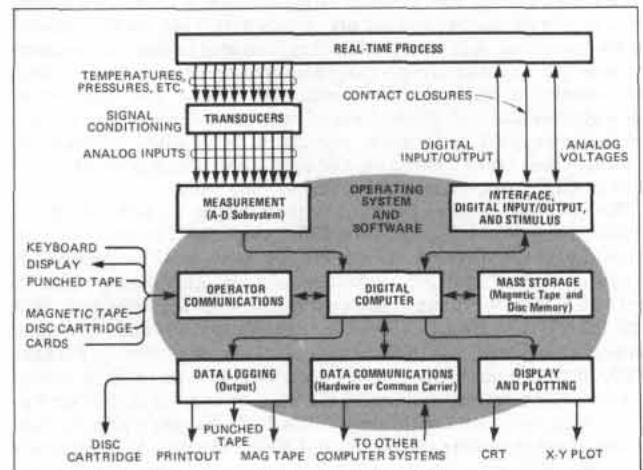 REAL-TIME PROCESS
TEMPERATURES,
PRESSURES, ETC.
CONTACT CLOSURES
SIGNAL
CONDITIONING
TRANSDUCERS
ANALOG INPUTS
DIGITAL
INPUT/OUTPUT
ANALOG
VOLTAGES
MEASUREMENT
(A-D Subsystem)
OPERATING
SYSTEM
AND
SOFTWARE
INTERFACE,
DIGITAL INPUT/OUTPUT,
AND STIMULUS
KEYBOARD
DISPLAY
PUNCHED TAPE
MAGNETIC TAPE
DISC CARTRIDGE
CARDS
OPERATOR
COMMUNICATIONS
DIGITAL
COMPUTER
MASS STORAGE
(Magnetic Tape and
Disc Memory)
DATA LOGGING
(Output)
DATA COMMUNICATIONS
(Hardwire or Common Carrier)
DISPLAY
AND PLOTTING
DISC
CARTRIDGE
PRINTOUT
PUNCHED
TAPE
MAG TAPE
TO OTHER
COMPUTER SYSTEMS
CRT
X-Y PLOT